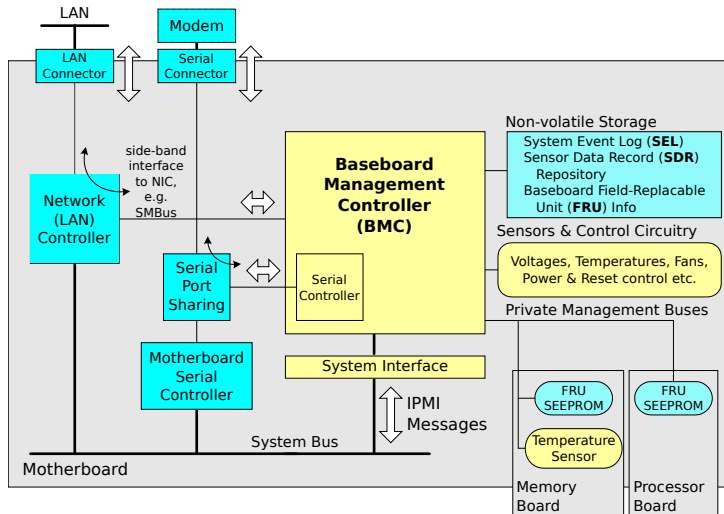 LAN
Modem
LAN
Connector
Serial
Connector
Non-volatile Storage
System Event Log (SEL)
Sensor Data Record (SDR)
Repository
Baseboard Field-Replacable
Unit (FRU) Info
side-band
interface
to NIC,
e.g.
SMBus
Baseboard
Management
Controller
(BMC)
Network
(LAN)
Controller
Sensors & Control Circuitry
Voltages, Temperatures, Fans,
Power & Reset control etc.
Serial
Port
Sharing
Serial
Controller
Private Management Buses
Motherboard
Serial
Controller
System Interface
FRU
SEEPROM
FRU
SEEPROM
IPMI
Messages
System Bus
Temperature
Sensor
Motherboard
Memory
Board
Processor
Board